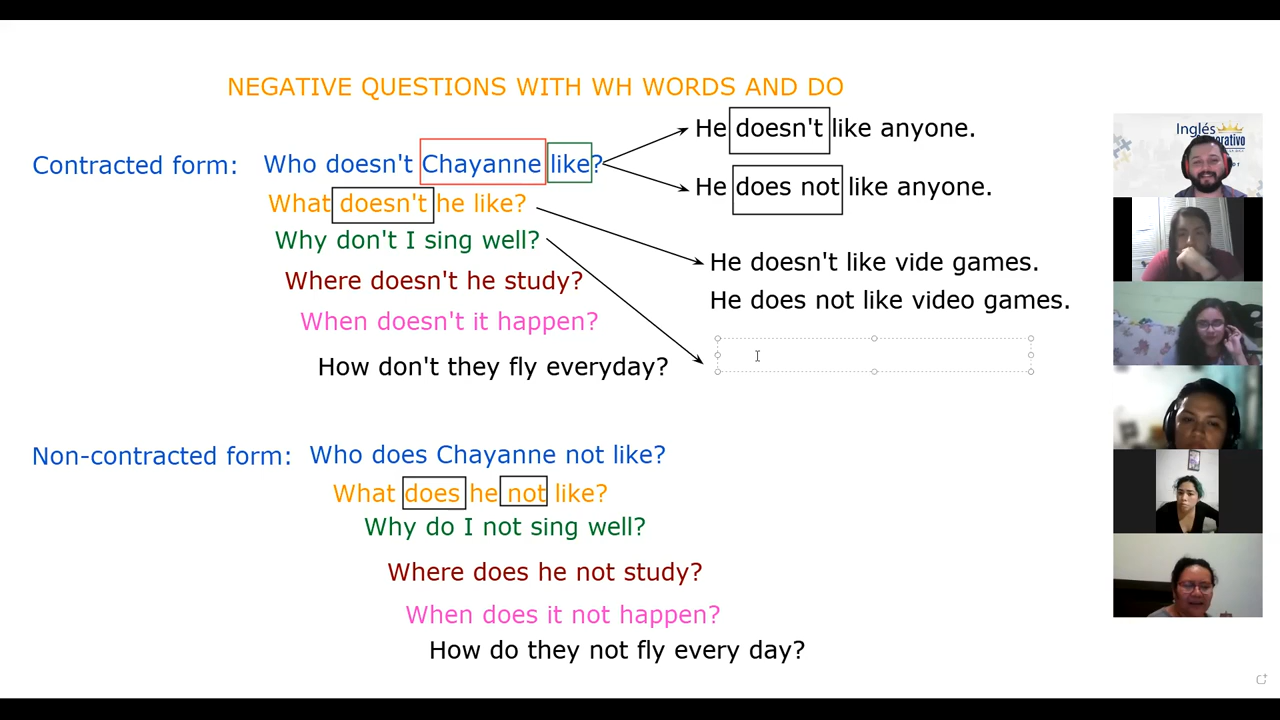 NEGATIVE QUESTIONS WITH WH WORDS AND DO
Contracted form:
Who doesn't Chayanne like?
What doesn't he like?
Why don't I sing well?
Where doesn't he study?
When doesn't it happen?
How don't they fly everyday?
He doesn't like anyone.
He does not like anyone.
He doesn't like vide games.
He does not like video games.
Non-contracted form:
Who does Chayanne not like?
What does he not like?
Why do I not sing well?
Where does he not study?
When does it not happen?
How do they not fly every day?
Inglés